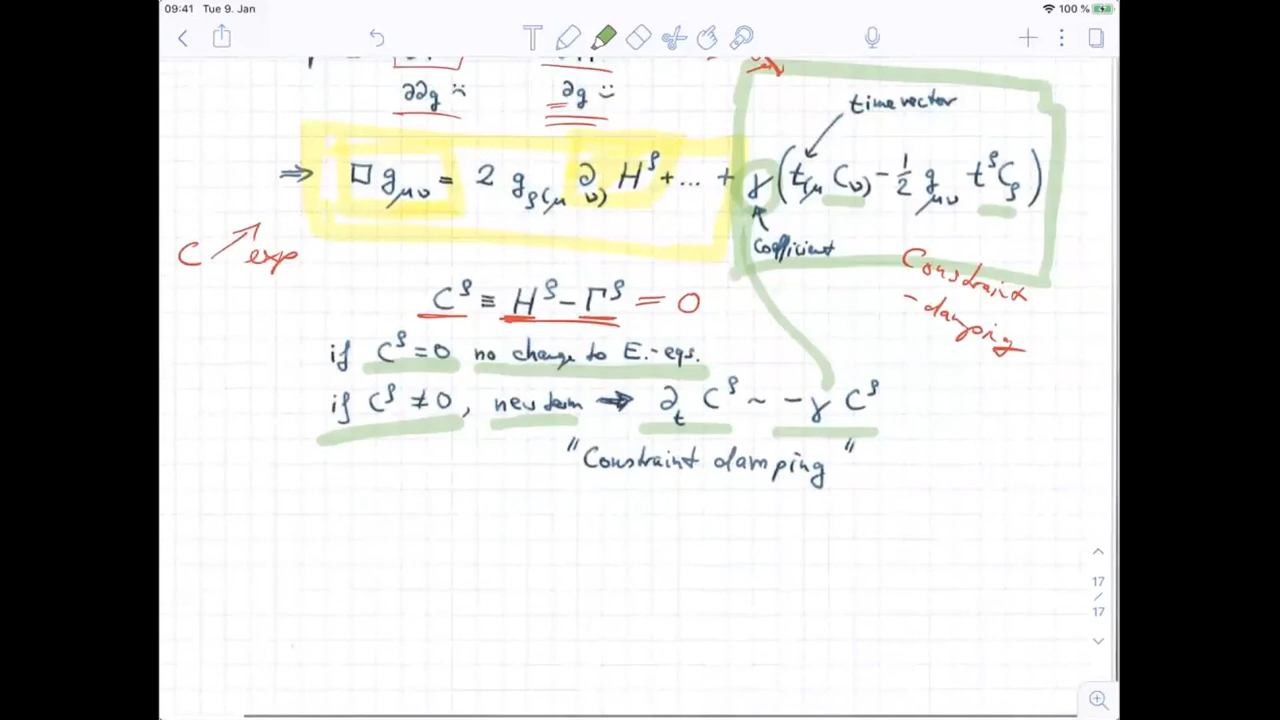 09:41 Tue 9. Jan 100 %
∂∂g ☹ ∂g ☺
time vector
⇒ □ g_μν = 2 g_ρ(μ ∂_ν) H^ρ + ... + γ ( t_(μ C_ν) - 1/2 g_μν t^ρ C_ρ )
Coefficient
C ↗ exp
Constraint
- damping
C^ρ ≡ H^ρ - Γ^ρ = 0
if C^ρ = 0 no change to E.-eqs.
if C^ρ ≠ 0, new term ⇒ ∂_t C^ρ ~ - γ C^ρ
"Constraint damping"
17
/
17